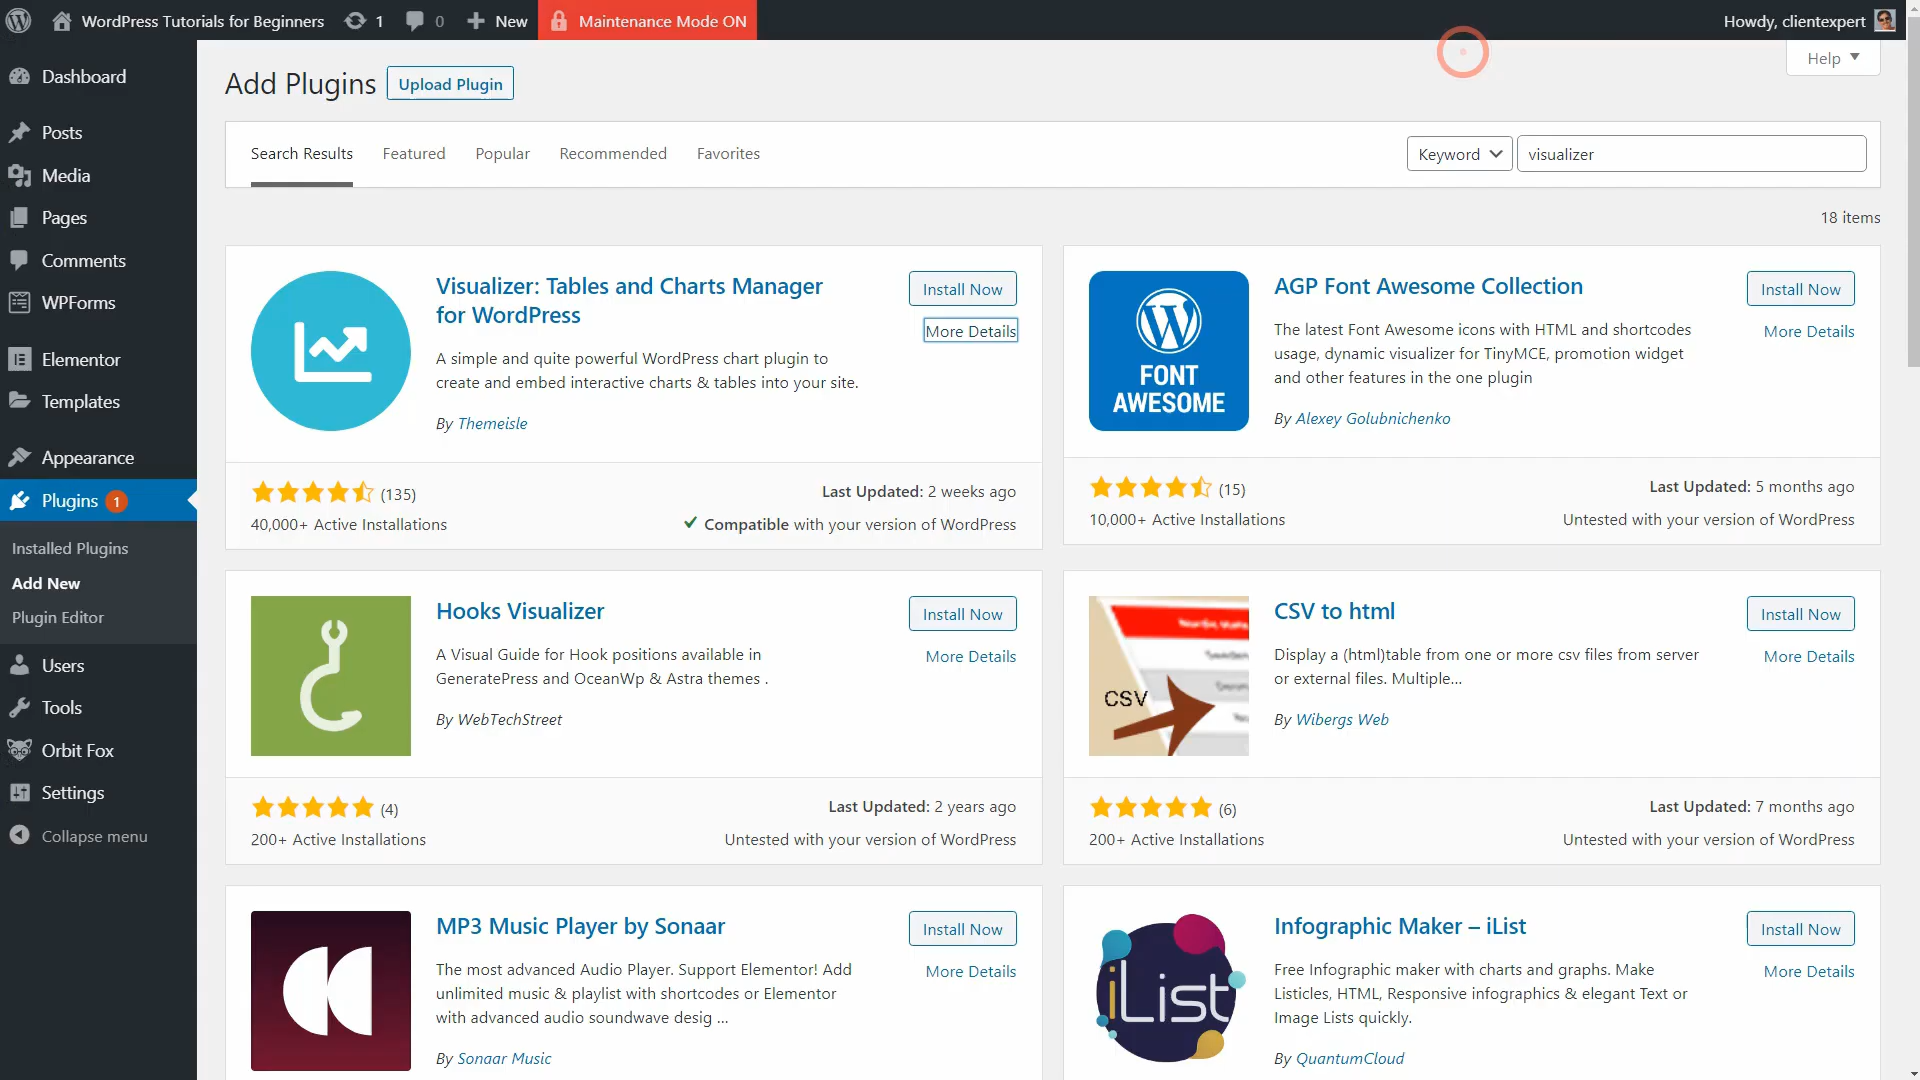 WordPress Tutorials for Beginners 1 0 New Maintenance Mode ON Howdy, clientexpert
Help
Dashboard
Posts
Media
Pages
Comments
WPForms
Elementor
Templates
Appearance
Plugins 1
Installed Plugins
Add New
Plugin Editor
Users
Tools
Orbit Fox
Settings
Collapse menu
Add Plugins Upload Plugin
Search Results Featured Popular Recommended Favorites Keyword visualizer
18 items
Visualizer: Tables and Charts Manager
for WordPress
Install Now
More Details
A simple and quite powerful WordPress chart plugin to
create and embed interactive charts & tables into your site.
By Themeisle
(135)
Last Updated: 2 weeks ago
40,000+ Active Installations
Compatible with your version of WordPress
FONT
AWESOME
AGP Font Awesome Collection
Install Now
More Details
The latest Font Awesome icons with HTML and shortcodes
usage, dynamic visualizer for TinyMCE, promotion widget
and other features in the one plugin
By Alexey Golubnichenko
(15)
Last Updated: 5 months ago
10,000+ Active Installations
Untested with your version of WordPress
Hooks Visualizer
Install Now
More Details
A Visual Guide for Hook positions available in
GeneratePress and OceanWp & Astra themes .
By WebTechStreet
(4)
Last Updated: 2 years ago
200+ Active Installations
Untested with your version of WordPress
CSV
CSV to html
Install Now
More Details
Display a (html)table from one or more csv files from server
or external files. Multiple...
By Wibergs Web
(6)
Last Updated: 7 months ago
200+ Active Installations
Untested with your version of WordPress
MP3 Music Player by Sonaar
Install Now
More Details
The most advanced Audio Player. Support Elementor! Add
unlimited music & playlist with shortcodes or Elementor
with advanced audio soundwave desig ...
By Sonaar Music
iList
Infographic Maker – iList
Install Now
More Details
Free Infographic maker with charts and graphs. Make
Listicles, HTML, Responsive infographics & elegant Text or
Image Lists quickly.
By QuantumCloud